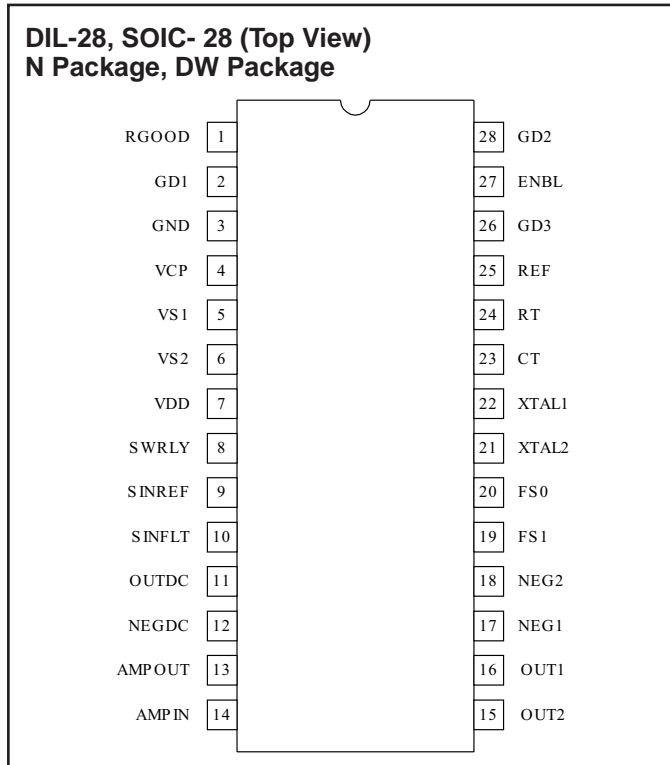 DIL-28, SOIC- 28 (Top View)
N Package, DW Package
RGOOD 1 28 GD2
GD1 2 27 ENBL
GND 3 26 GD3
VCP 4 25 REF
VS1 5 24 RT
VS2 6 23 CT
VDD 7 22 XTAL1
SWRLY 8 21 XTAL2
SINREF 9 20 FS0
SINFLT 10 19 FS1
OUTDC 11 18 NEG2
NEGDC 12 17 NEG1
AMPOUT 13 16 OUT1
AMPIN 14 15 OUT2